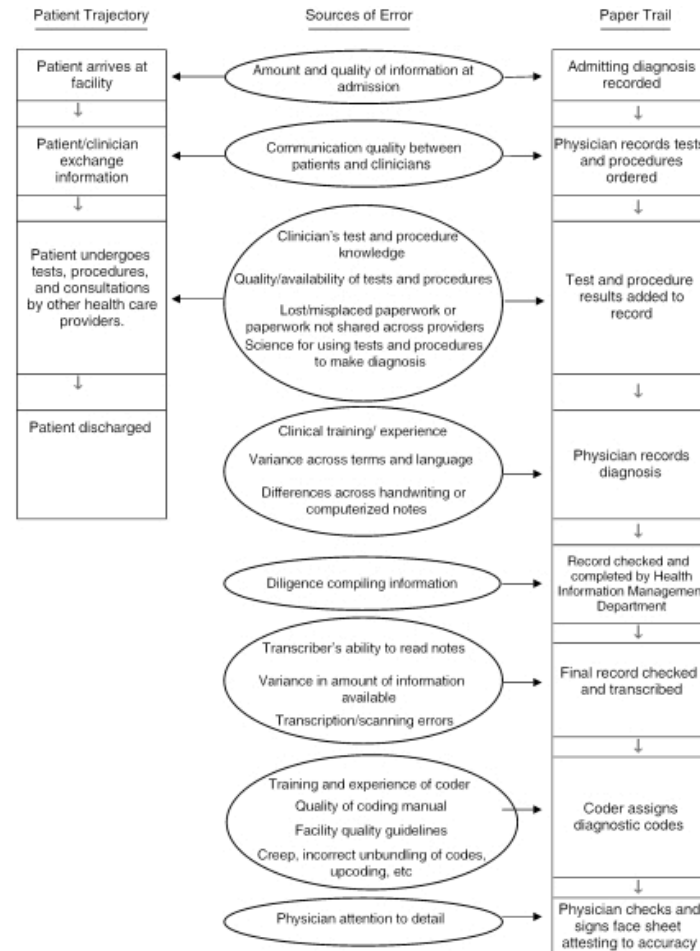 Patient Trajectory
Sources of Error
Paper Trail
Patient arrives at
facility
Amount and quality of information at
admission
Admitting diagnosis
recorded
Patient/clinician
exchange
information
Communication quality between
patients and clinicians
Physician records tests
and procedures
ordered
Patient undergoes
tests, procedures,
and consultations
by other health care
providers.
Clinician's test and procedure
knowledge
Quality/availability of tests and procedures
Lost/misplaced paperwork or
paperwork not shared across providers
Science for using tests and procedures
to make diagnosis
Test and procedure
results added to
record
Patient discharged
Clinical training/ experience
Variance across terms and language
Differences across handwriting or
computerized notes
Physician records
diagnosis
Diligence compiling information
Record checked and
completed by Health
Information Management
Department
Transcriber's ability to read notes
Variance in amount of information
available
Transcription/scanning errors
Final record checked
and transcribed
Training and experience of coder
Quality of coding manual
Facility quality guidelines
Creep, incorrect unbundling of codes,
upcoding, etc
Coder assigns
diagnostic codes
Physician attention to detail
Physician checks and
signs face sheet
attesting to accuracy